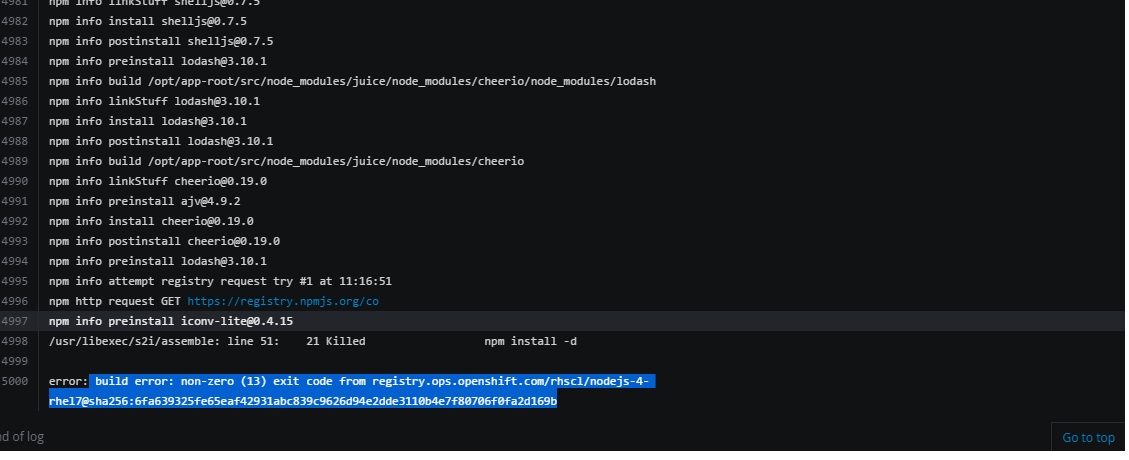 4981 npm info linkStuff shelljs@0.7.5
4982 npm info install shelljs@0.7.5
4983 npm info postinstall shelljs@0.7.5
4984 npm info preinstall lodash@3.10.1
4985 npm info build /opt/app-root/src/node_modules/juice/node_modules/cheerio/node_modules/lodash
4986 npm info linkStuff lodash@3.10.1
4987 npm info install lodash@3.10.1
4988 npm info postinstall lodash@3.10.1
4989 npm info build /opt/app-root/src/node_modules/juice/node_modules/cheerio
4990 npm info linkStuff cheerio@0.19.0
4991 npm info preinstall ajv@4.9.2
4992 npm info install cheerio@0.19.0
4993 npm info postinstall cheerio@0.19.0
4994 npm info preinstall lodash@3.10.1
4995 npm info attempt registry request try #1 at 11:16:51
4996 npm http request GET https://registry.npmjs.org/co
4997 npm info preinstall iconv-lite@0.4.15
4998 /usr/libexec/s2i/assemble: line 51: 21 Killed npm install -d
4999
5000 error: build error: non-zero (13) exit code from registry.ops.openshift.com/rhscl/nodejs-4-
rhel7@sha256:6fa639325fe65eaf42931abc839c9626d94e2dde3110b4e7f80706f0fa2d169b
nd of log
Go to top